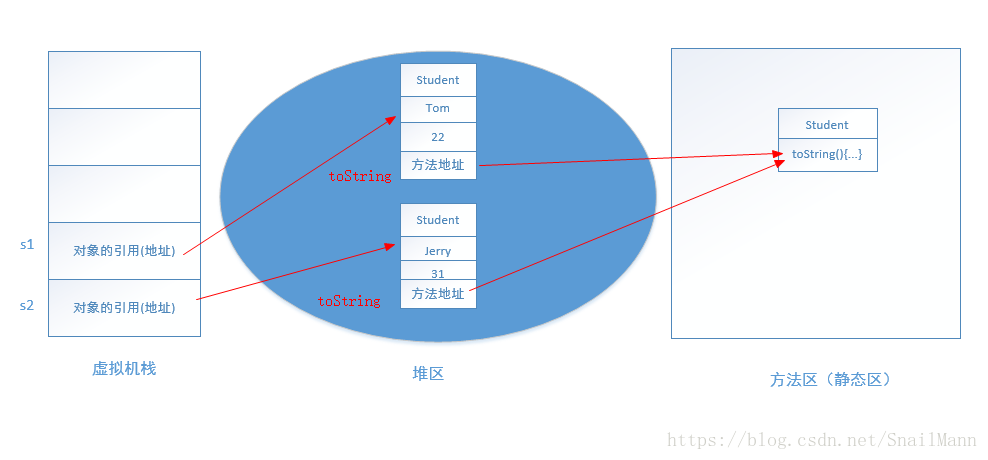 s1
对象的引用(地址)
s2
对象的引用(地址)
虚拟机栈
Student
Tom
22
方法地址
toString
Student
Jerry
31
方法地址
toString
堆区
Student
toString(){...}
方法区（静态区）
https://blog.csdn.net/SnailMann